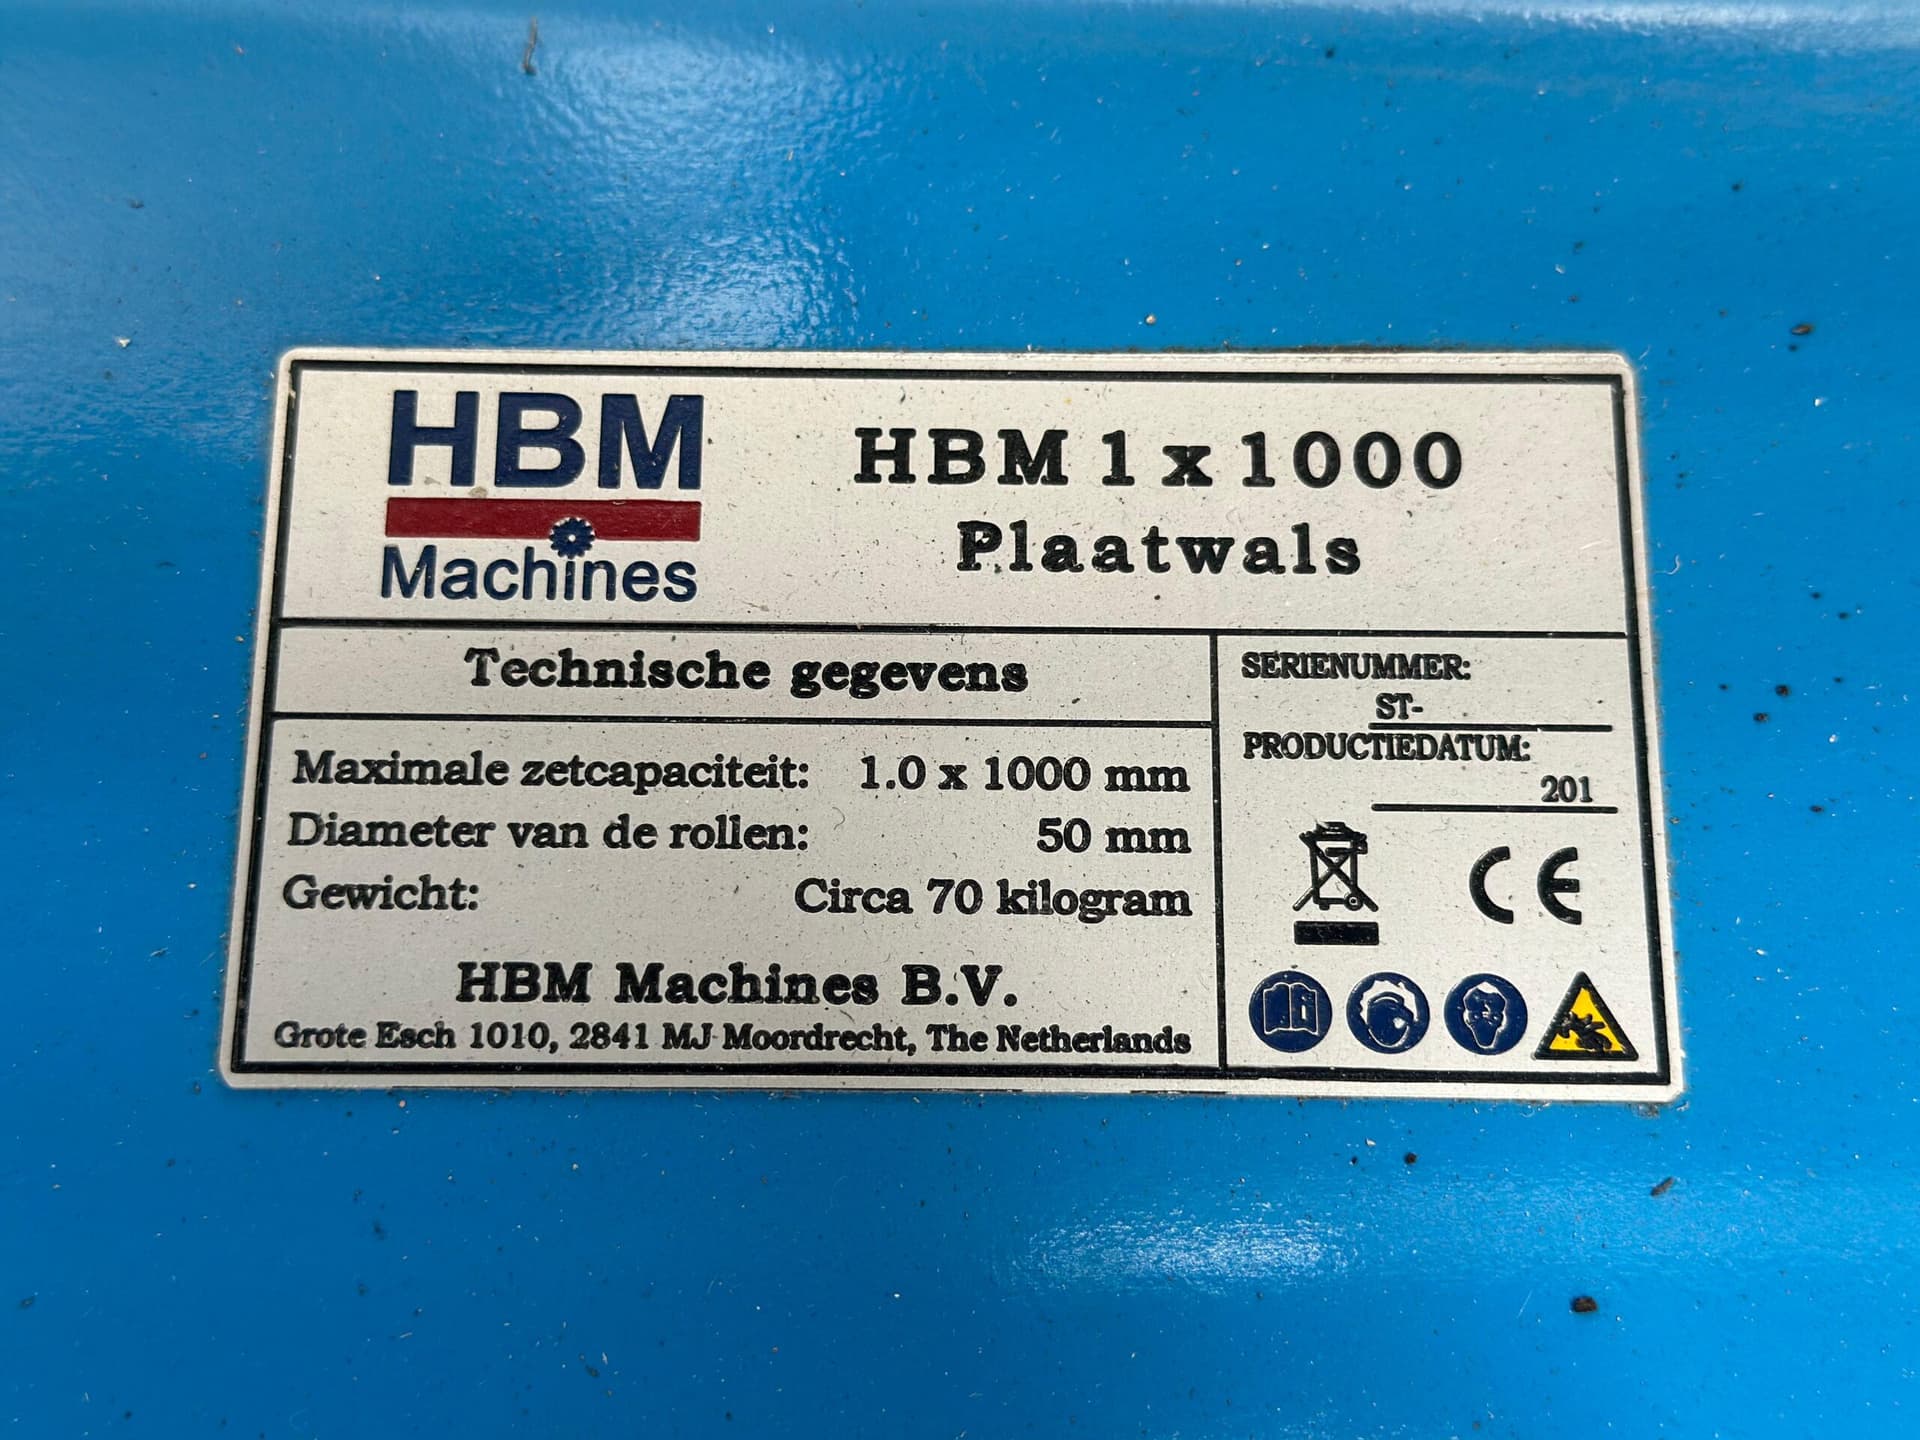 HBM
Machines
HBM 1 x 1000
Plaatwals
Technische gegevens
Maximale zetcapaciteit: 1.0 x 1000 mm
Diameter van de rollen: 50 mm
Gewicht: Circa 70 kilogram
HBM Machines B.V.
Grote Esch 1010, 2841 MJ Moordrecht, The Netherlands
SERIENUMMER:
ST-
PRODUCTIEDATUM:
201
CE